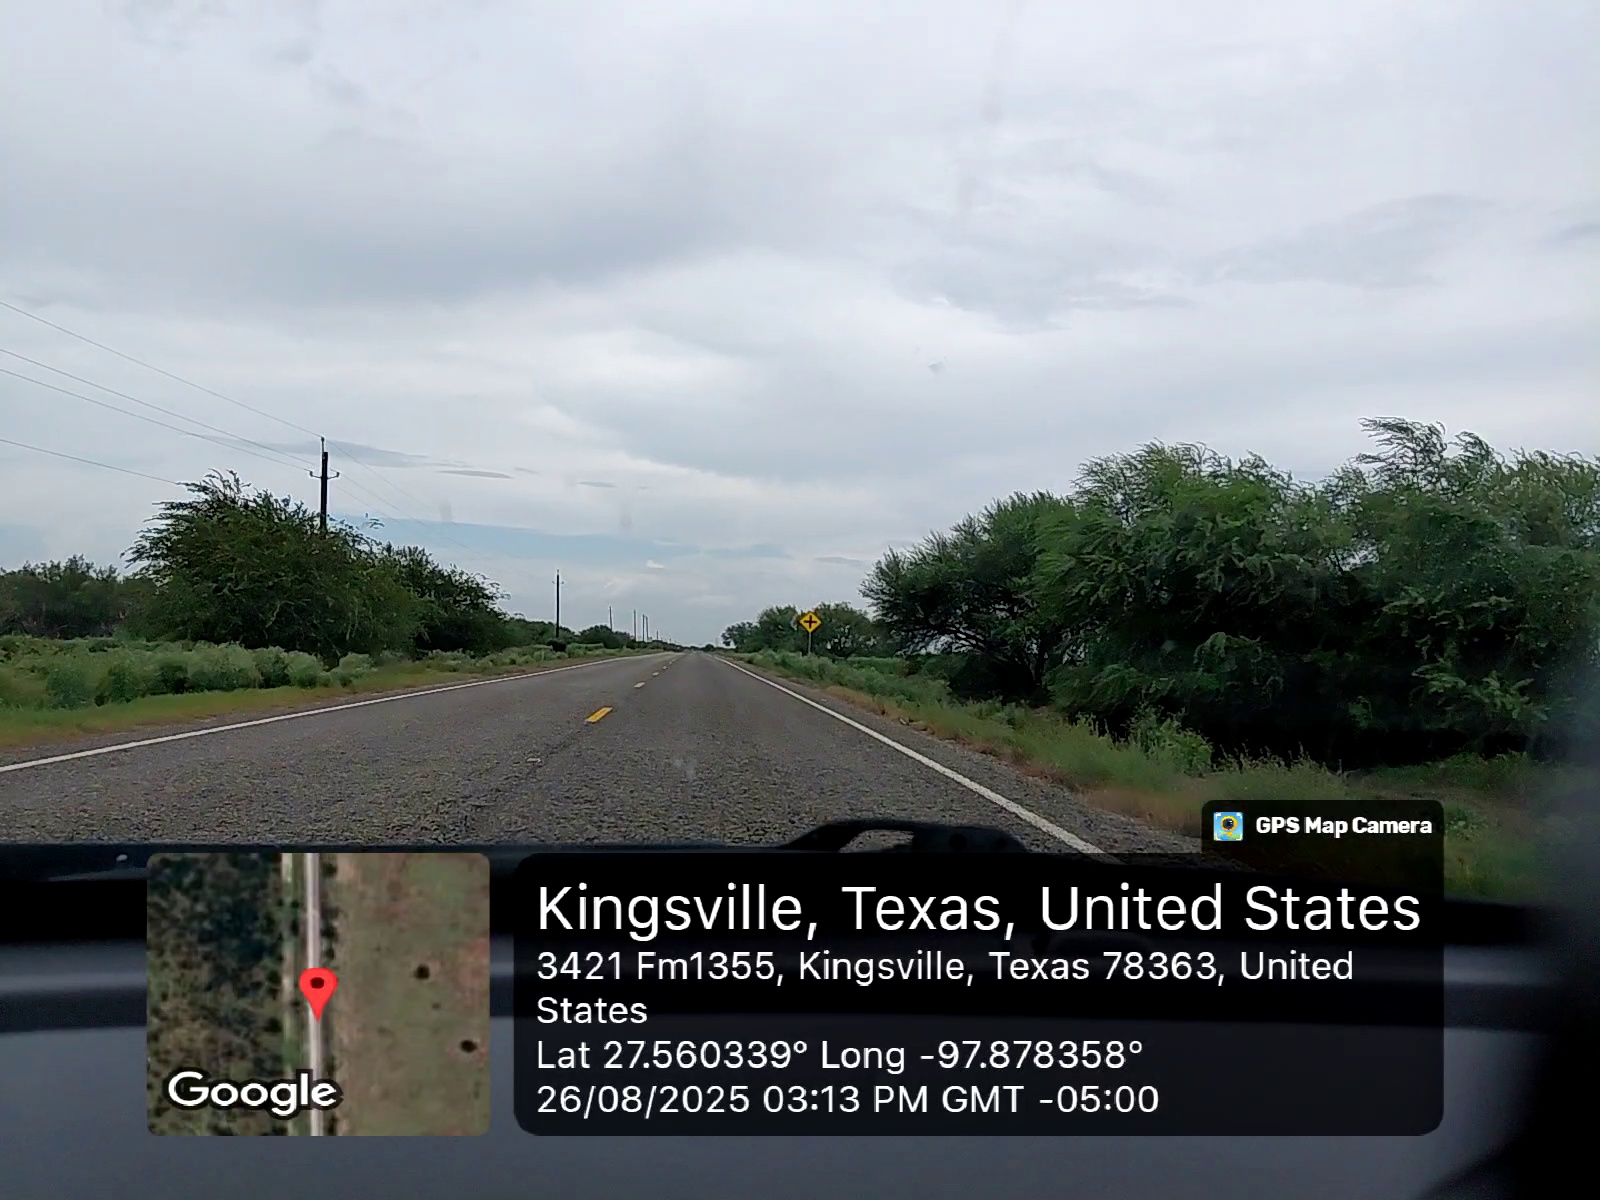 GPS Map Camera
Kingsville, Texas, United States
3421 Fm1355, Kingsville, Texas 78363, United
States
Lat 27.560339° Long -97.878358°
26/08/2025 03:13 PM GMT -05:00
Google